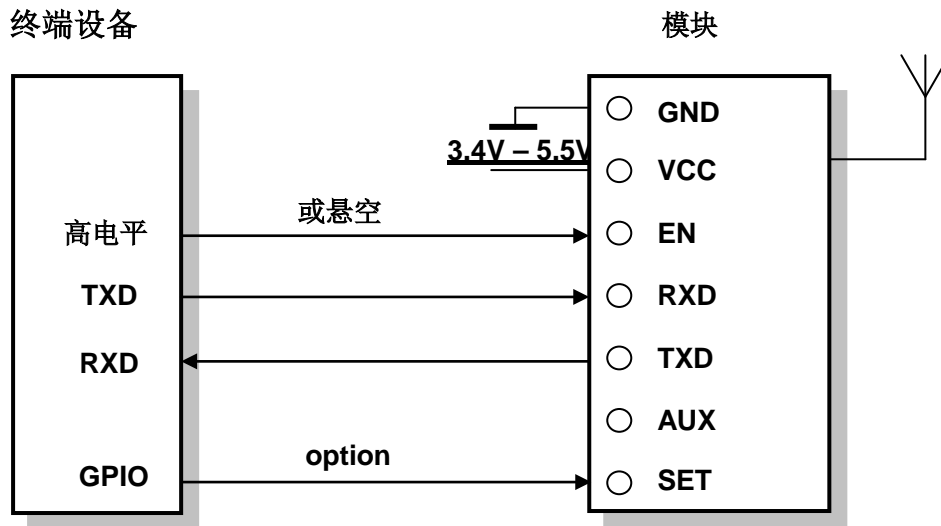 终端设备
模块
GND
3.4V – 5.5V
VCC
或悬空
高电平
EN
TXD
RXD
RXD
TXD
AUX
option
GPIO
SET